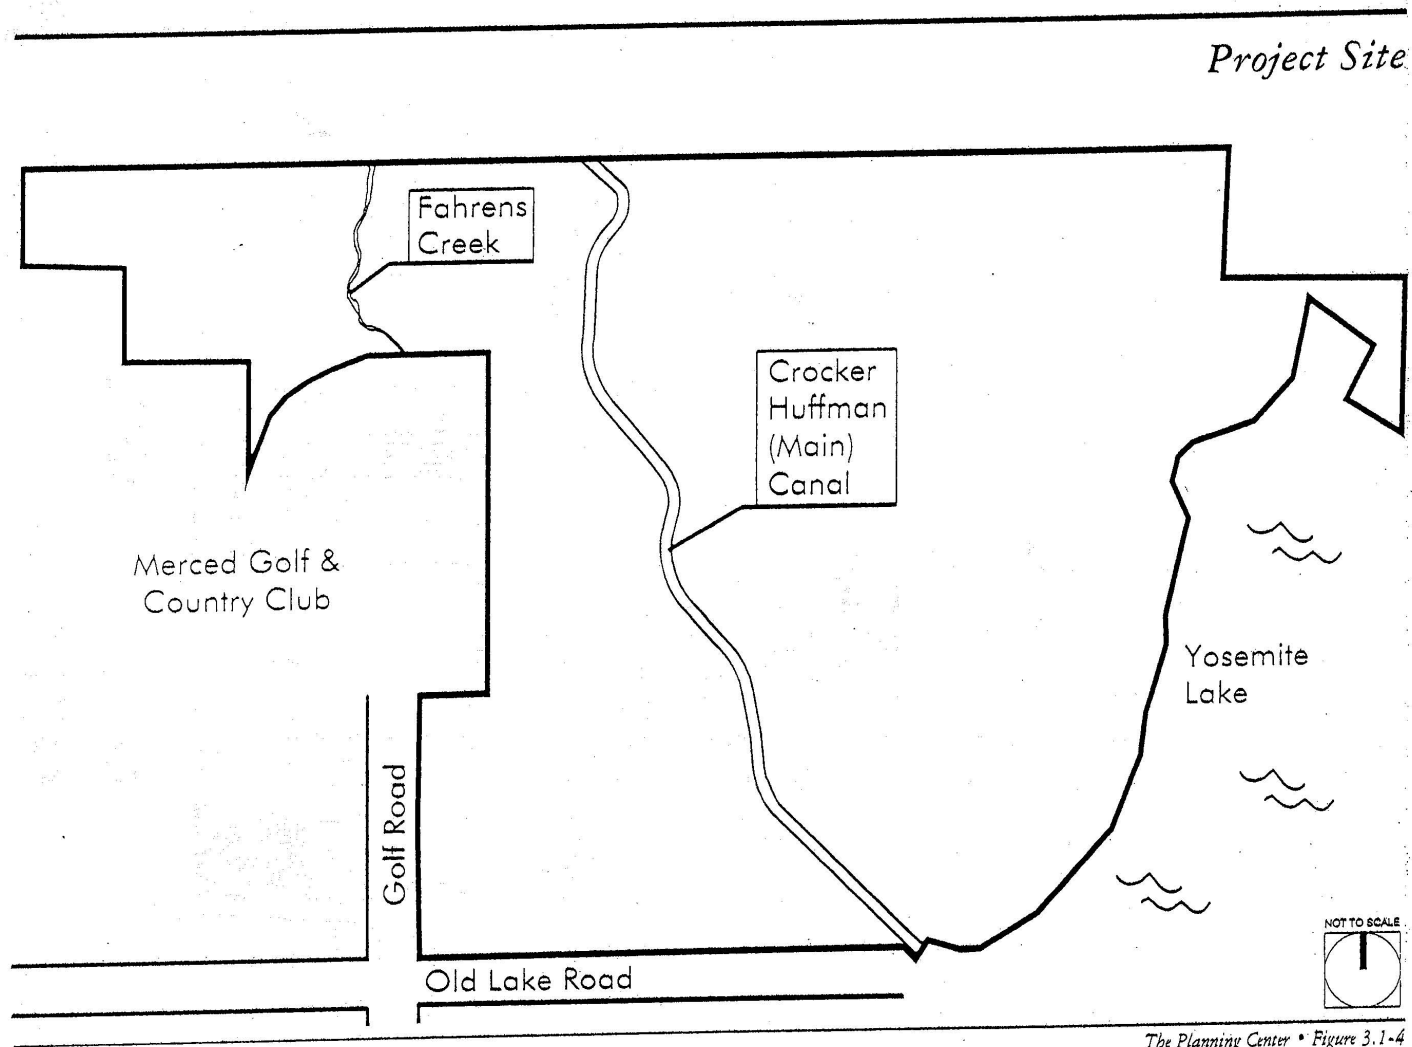 Project Site
Fahrens
Creek
Crocker
Huffman
(Main)
Canal
Merced Golf &
Country Club
Yosemite
Lake
Golf Road
NOT TO SCALE
Old Lake Road
The Planning Center • Figure 3.1-4